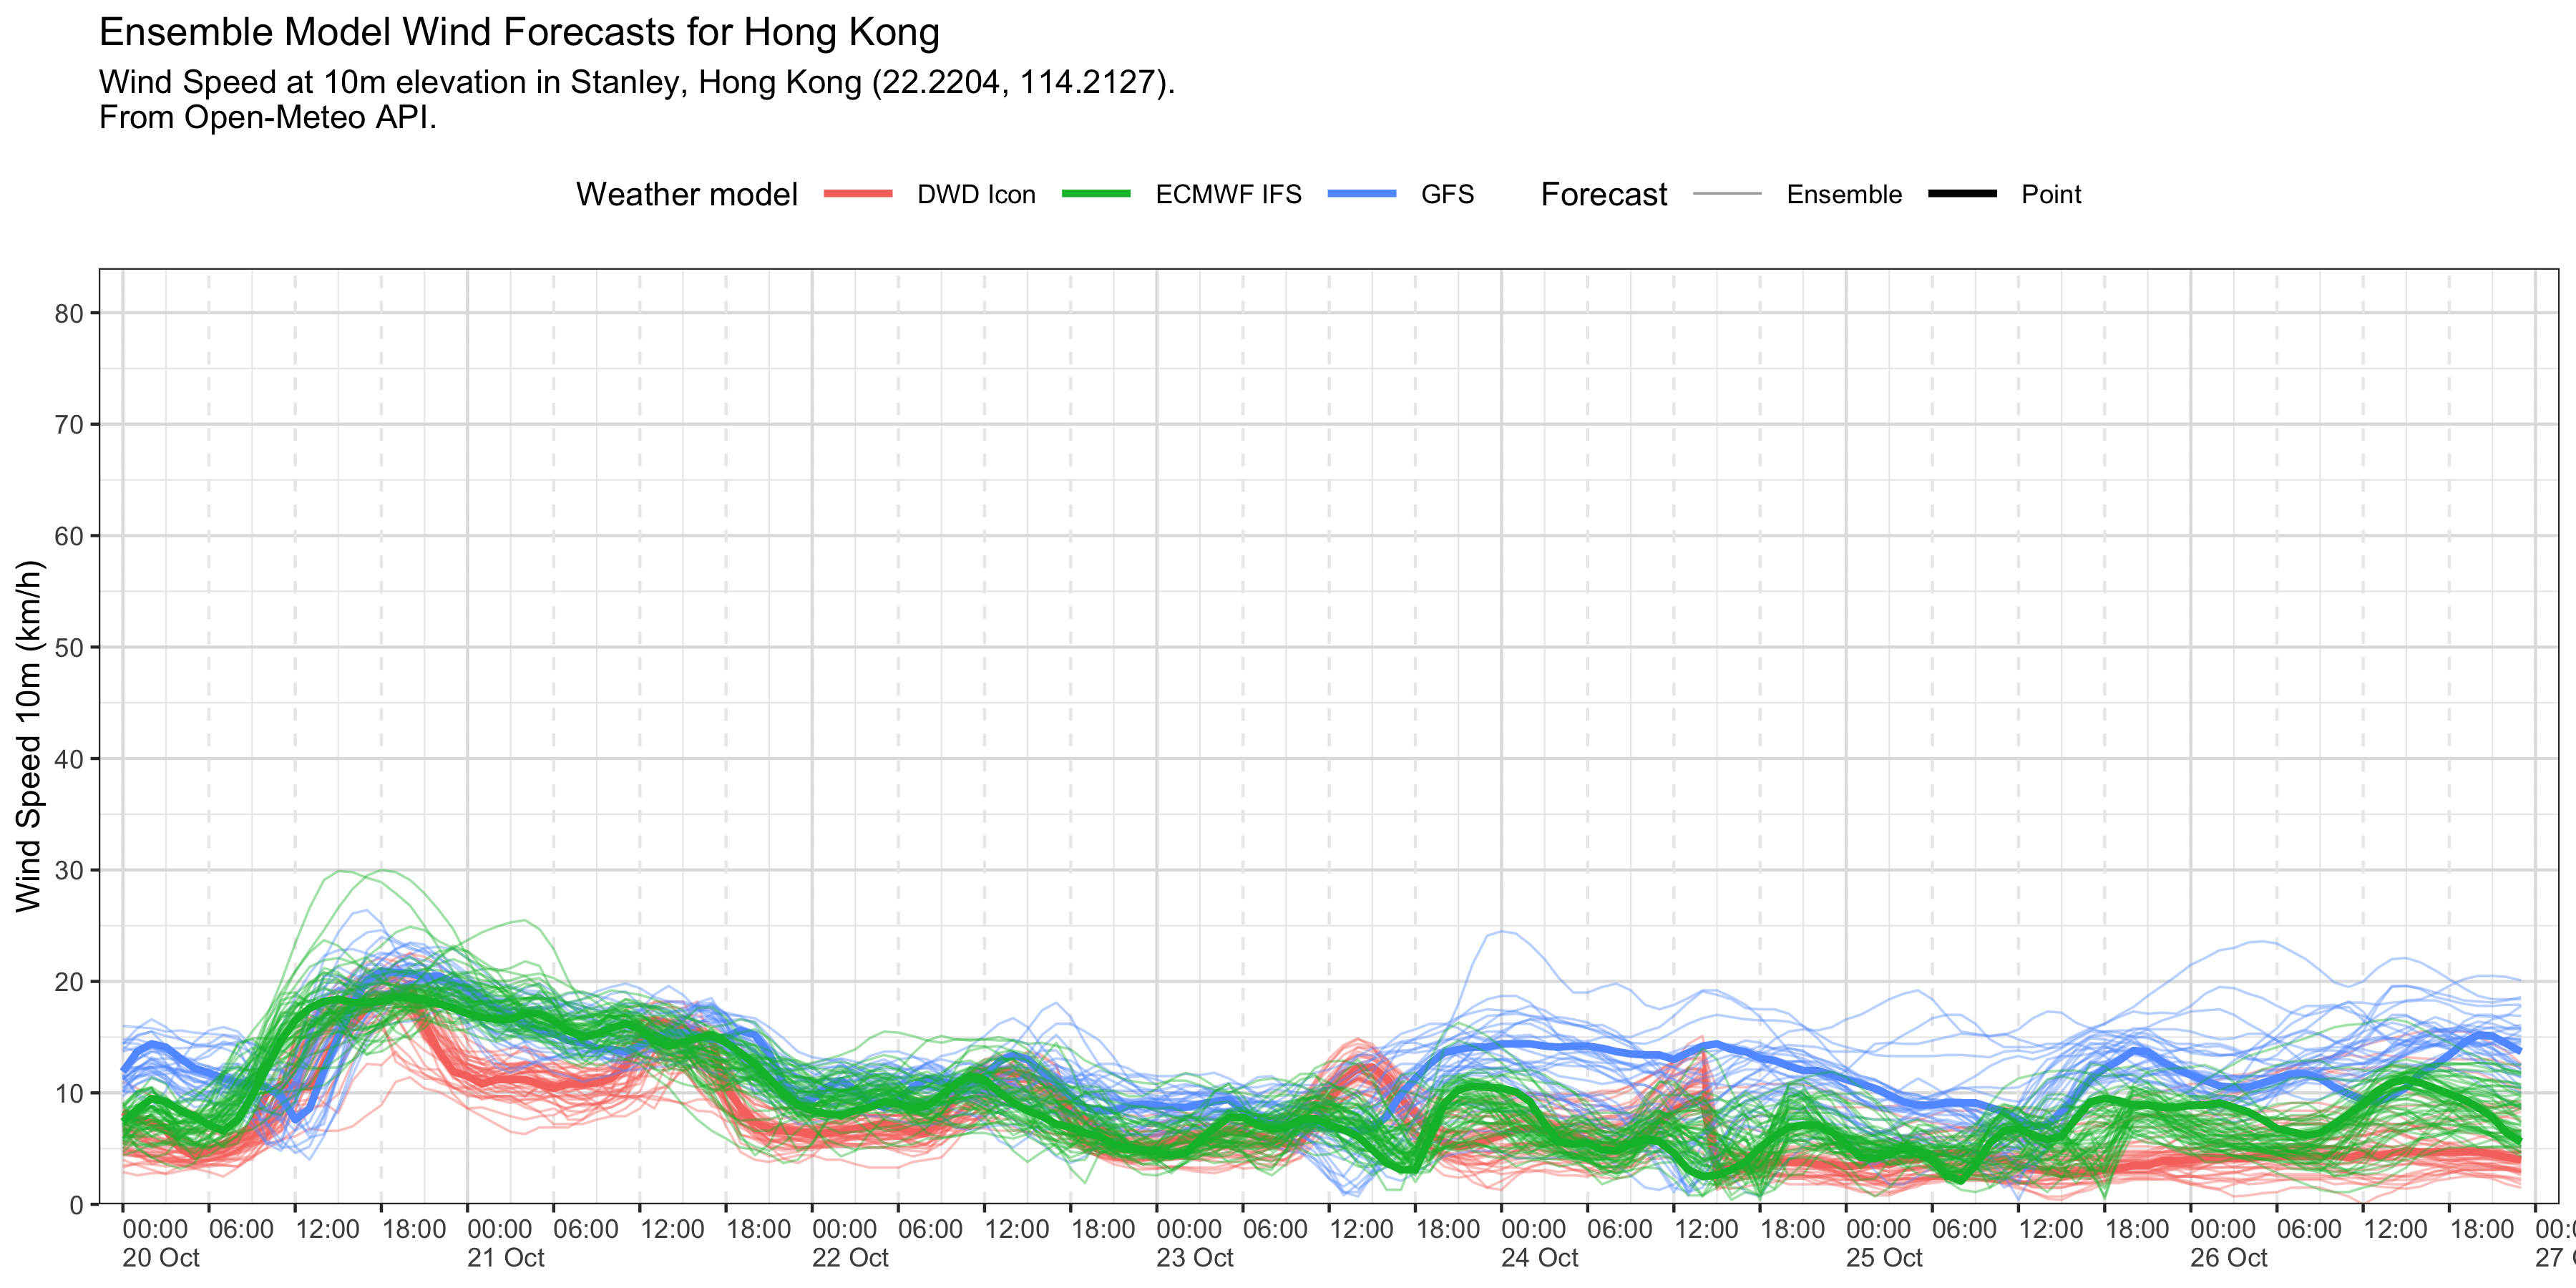 Ensemble Model Wind Forecasts for Hong Kong
Wind Speed at 10m elevation in Stanley, Hong Kong (22.2204, 114.2127).
From Open-Meteo API.
Weather model DWD Icon ECMWF IFS GFS Forecast Ensemble Point
80
70
60
50
40
30
20
10
0
Wind Speed 10m (km/h)
00:00 06:00 12:00 18:00 00:00 06:00 12:00 18:00 00:00 06:00 12:00 18:00 00:00 06:00 12:00 18:00 00:00 06:00 12:00 18:00 00:00 06:00 12:00 18:00 00:00 06:00 12:00 18:00 00:0
20 Oct 21 Oct 22 Oct 23 Oct 24 Oct 25 Oct 26 Oct 27